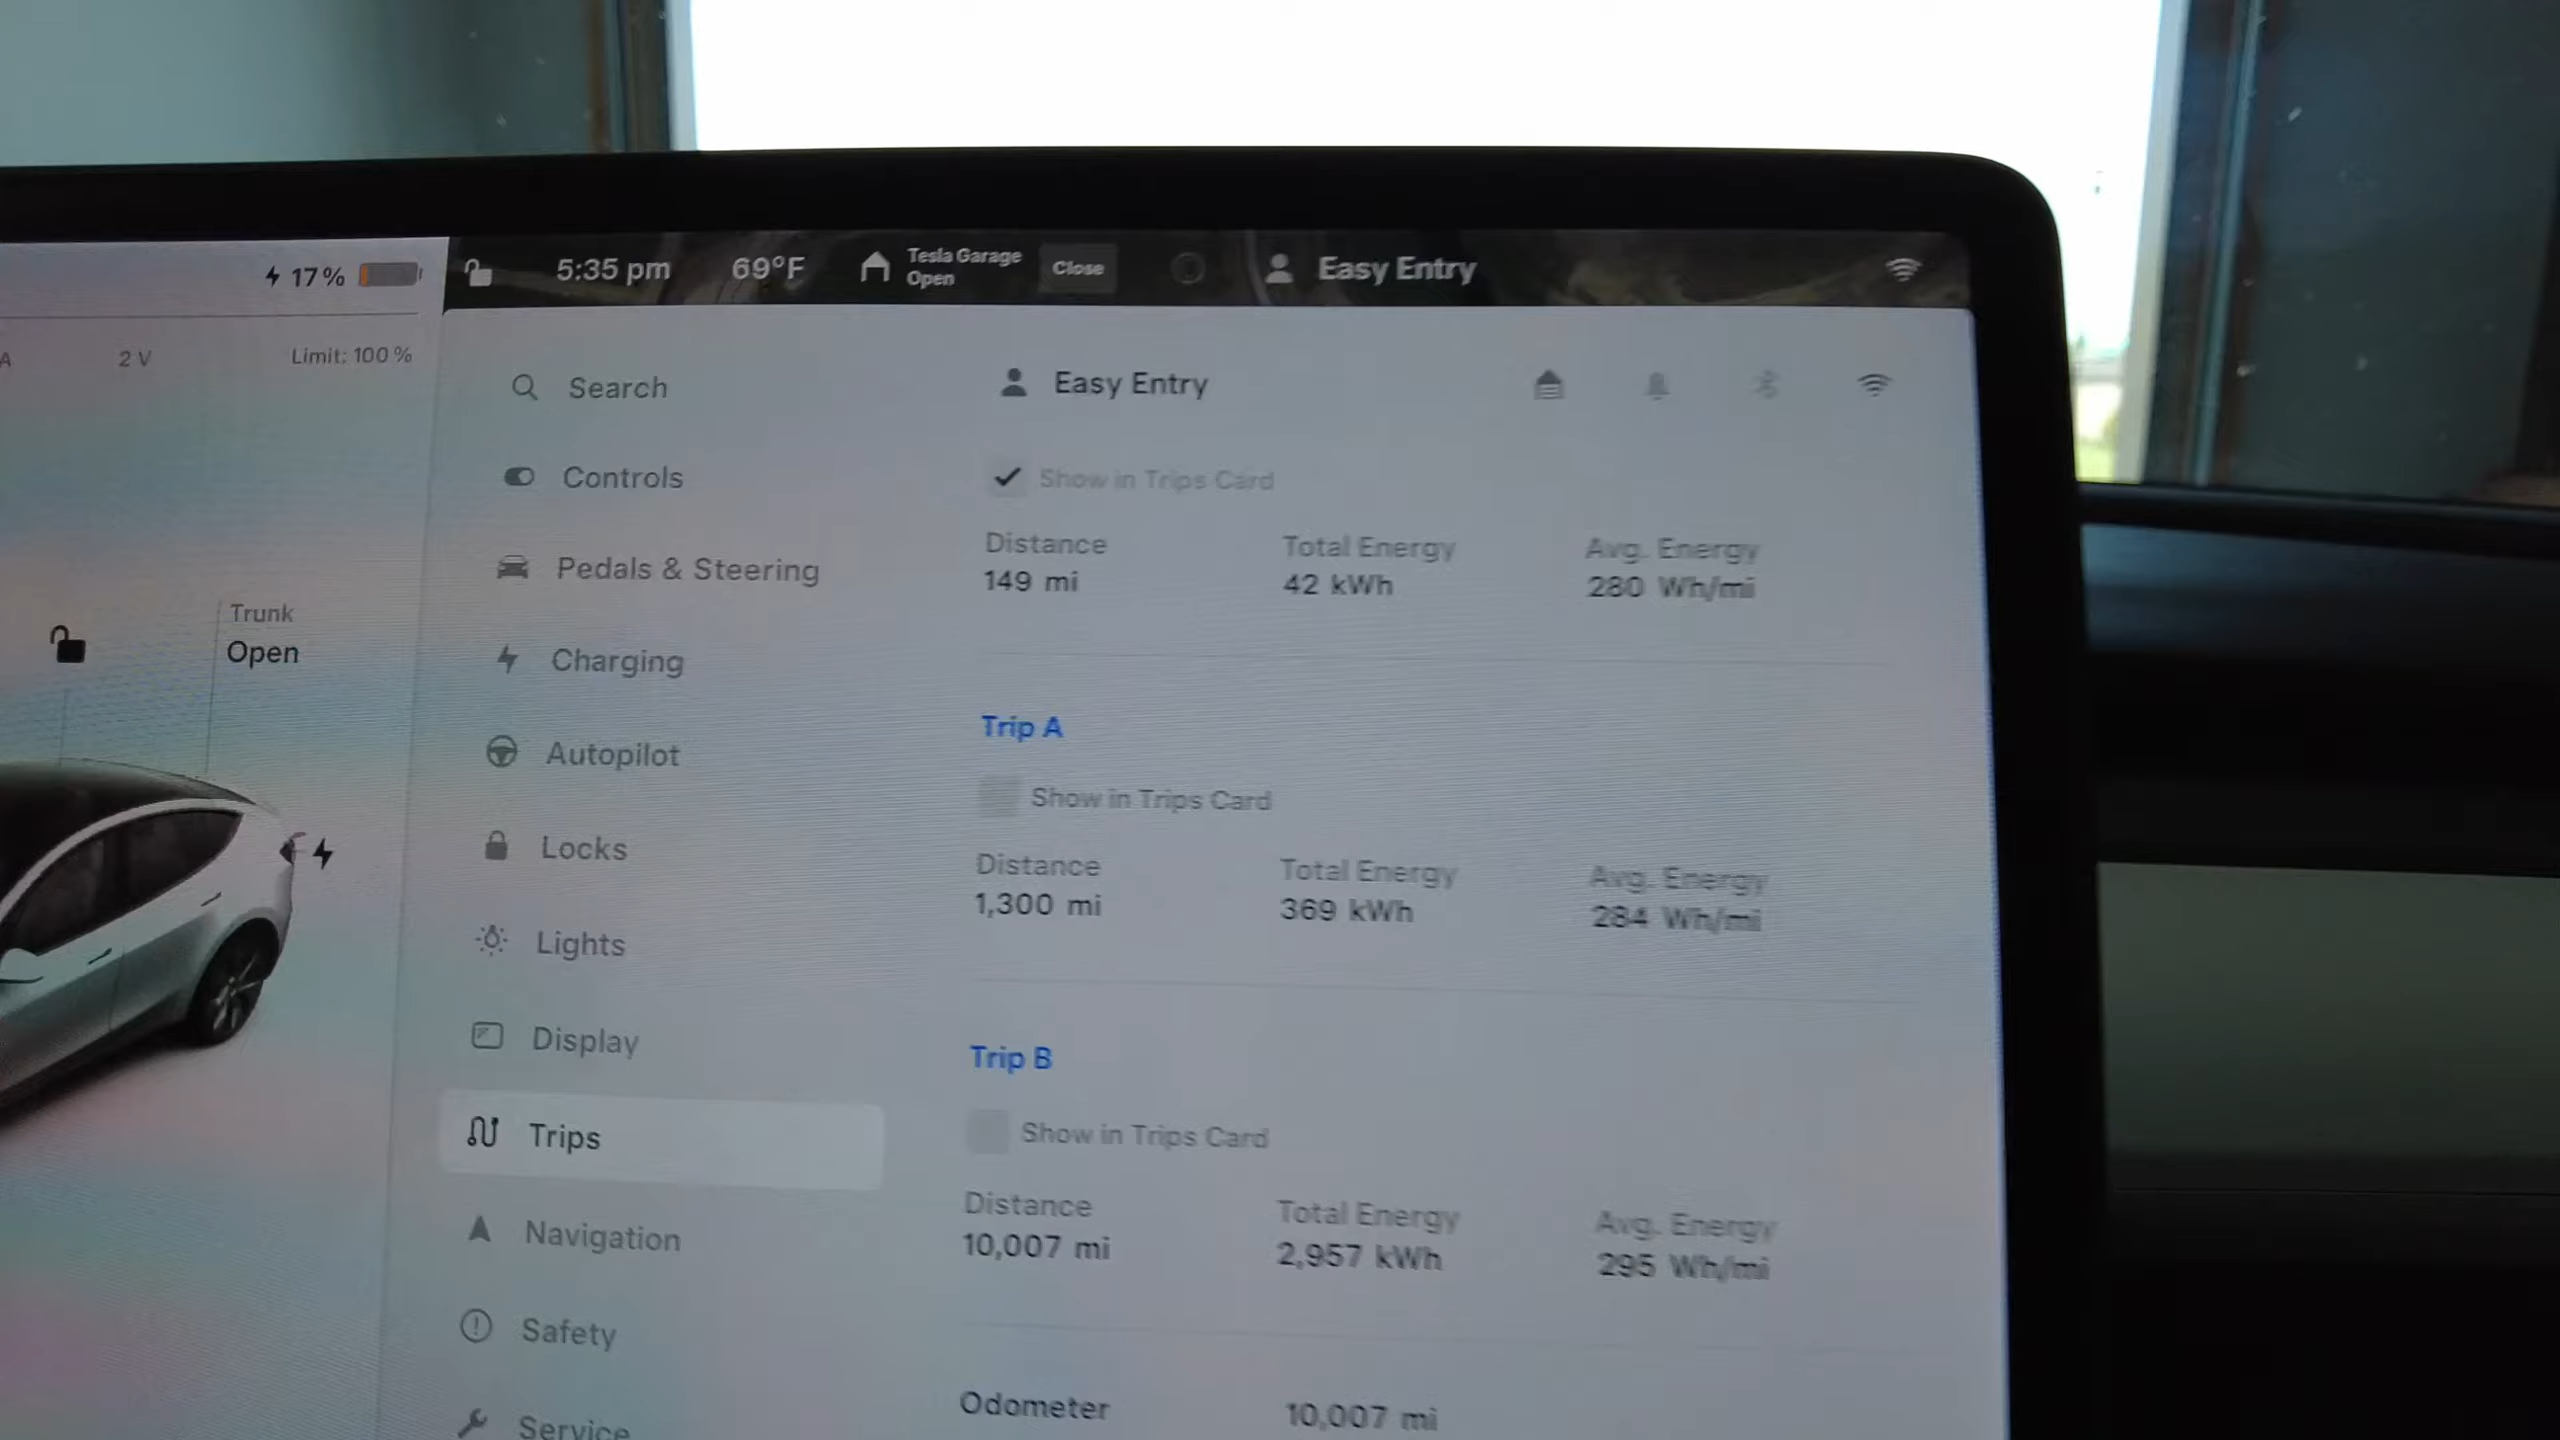 17%
5:35 pm
69°F
Tesla Garage
Open
Close
Easy Entry
A
2 V
Limit: 100 %
Trunk
Open
Search
Controls
Pedals & Steering
Charging
Autopilot
Locks
Lights
Display
Trips
Navigation
Safety
Service
Easy Entry
Show in Trips Card
Distance
149 mi
Total Energy
42 kWh
Avg. Energy
280 Wh/mi
Trip A
Show in Trips Card
Distance
1,300 mi
Total Energy
369 kWh
Avg. Energy
284 Wh/mi
Trip B
Show in Trips Card
Distance
10,007 mi
Total Energy
2,957 kWh
Avg. Energy
295 Wh/mi
Odometer
10,007 mi